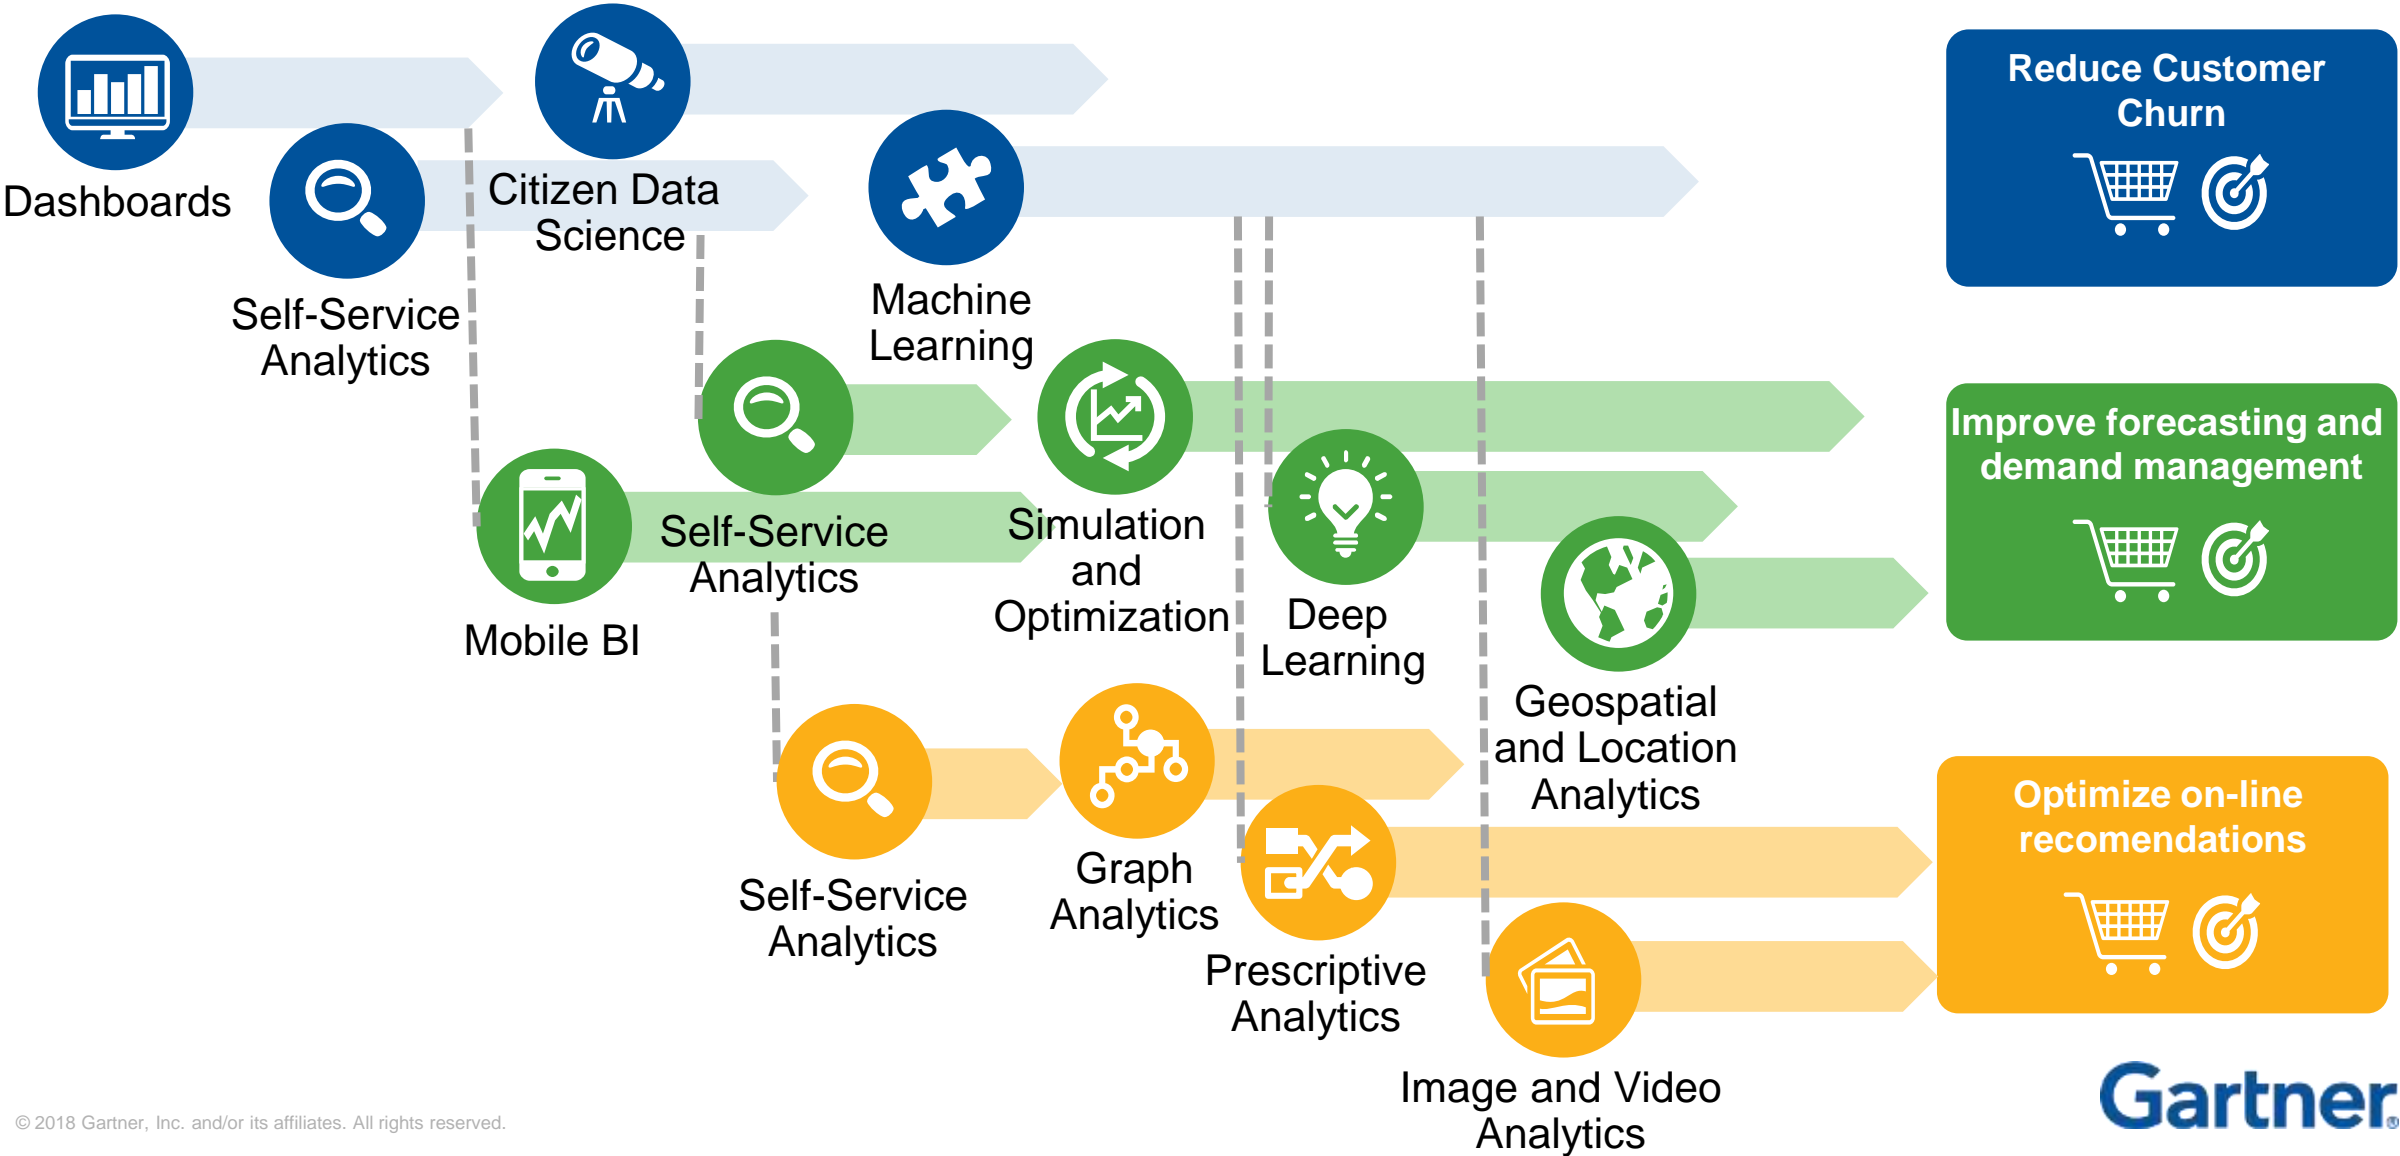 Dashboards
Self-Service
Analytics
Citizen Data
Science
Machine
Learning
Reduce Customer
Churn
Mobile BI
Self-Service
Analytics
Simulation
and
Optimization
Deep
Learning
Geospatial
and Location
Analytics
Improve forecasting and
demand management
Self-Service
Analytics
Graph
Analytics
Prescriptive
Analytics
Image and Video
Analytics
Optimize on-line
recomendations
© 2018 Gartner, Inc. and/or its affiliates. All rights reserved.
Gartner®